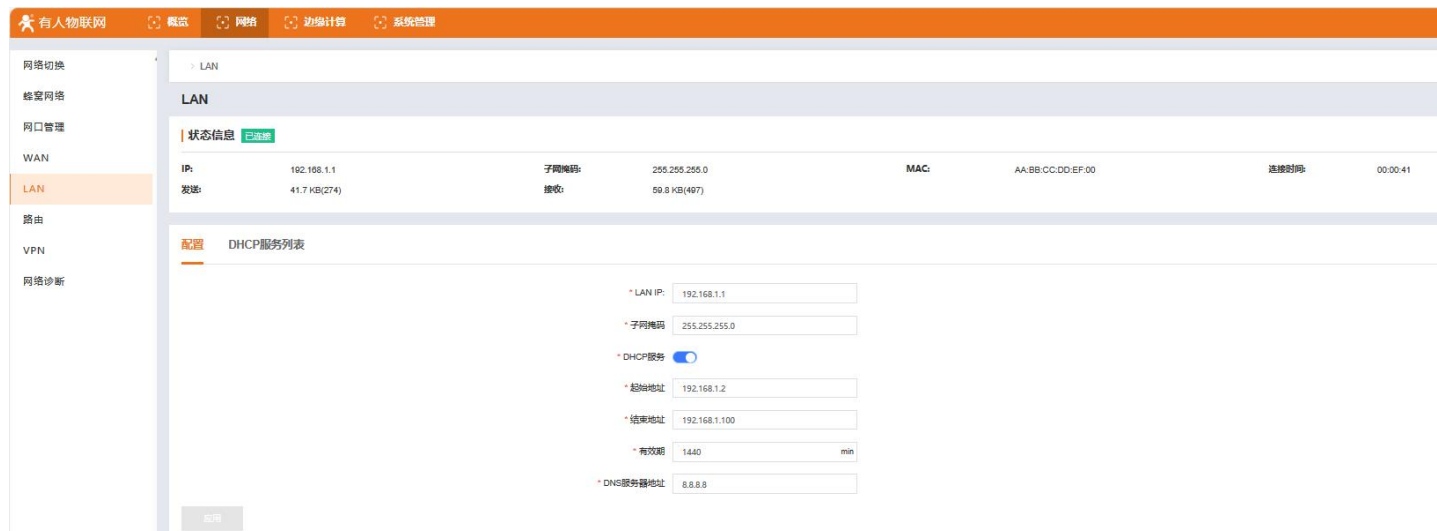 有人物联网 概览 网络 边缘计算 系统管理
网络切换
蜂窝网络
网口管理
WAN
LAN
路由
VPN
网络诊断
> LAN
LAN
状态信息 已连接
IP: 192.168.1.1 子网掩码: 255.255.255.0 MAC: AA:BB:CC:DD:EF:00 连接时间: 00:00:41
发送: 41.7 KB(274) 接收: 59.8 KB(497)
配置 DHCP服务列表
* LAN IP: 192.168.1.1
* 子网掩码 255.255.255.0
* DHCP服务
* 起始地址 192.168.1.2
* 结束地址 192.168.1.100
* 有效期 1440 min
* DNS服务器地址 8.8.8.8
应用